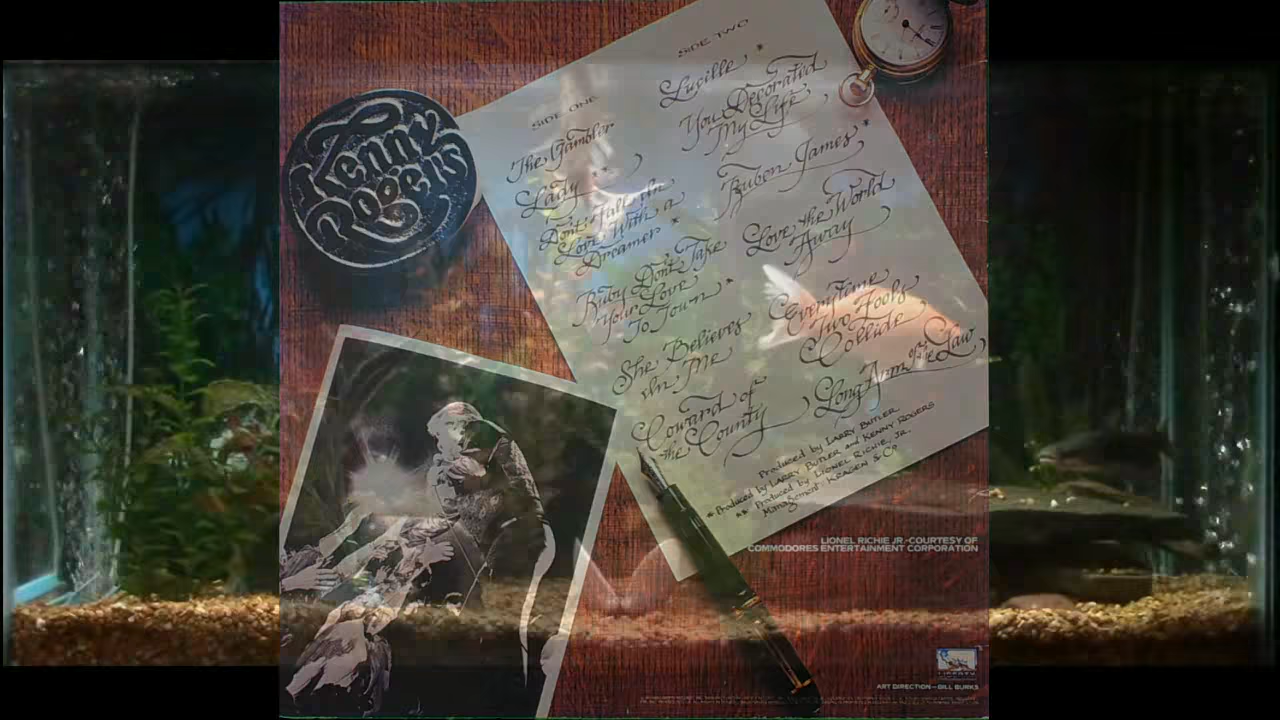 Kenny
Rogers
SIDE ONE
The Gambler
Lady **
Don't Fall In
Love With a
Dreamer *
Ruby Don't Take
Your Love
To Town *
She Believes
In Me
Coward of
the County
SIDE TWO
Lucille *
You Decorated
My Life
Reuben James *
Love the World
Away
Everytime
Two Fools
Collide
Long Arm of the Law
Produced by LARRY BUTLER
* Produced by LARRY BUTLER and KENNY ROGERS
** Produced by LIONEL RICHIE, JR.
Management: KRAGEN & Co
LIONEL RICHIE JR.-COURTESY OF
COMMODORES ENTERTAINMENT CORPORATION
LIBERTY
ART DIRECTION—BILL BURKS